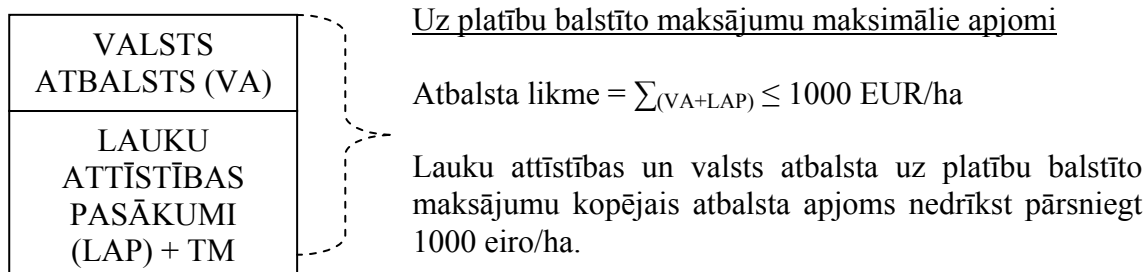 VALSTS
ATBALSTS (VA)
LAUKU
ATTĪSTĪBAS
PASĀKUMI
(LAP) + TM
Uz platību balstīto maksājumu maksimālie apjomi
Atbalsta likme = ∑(VA+LAP) ≤ 1000 EUR/ha
Lauku attīstības un valsts atbalsta uz platību balstīto
maksājumu kopējais atbalsta apjoms nedrīkst pārsniegt
1000 eiro/ha.